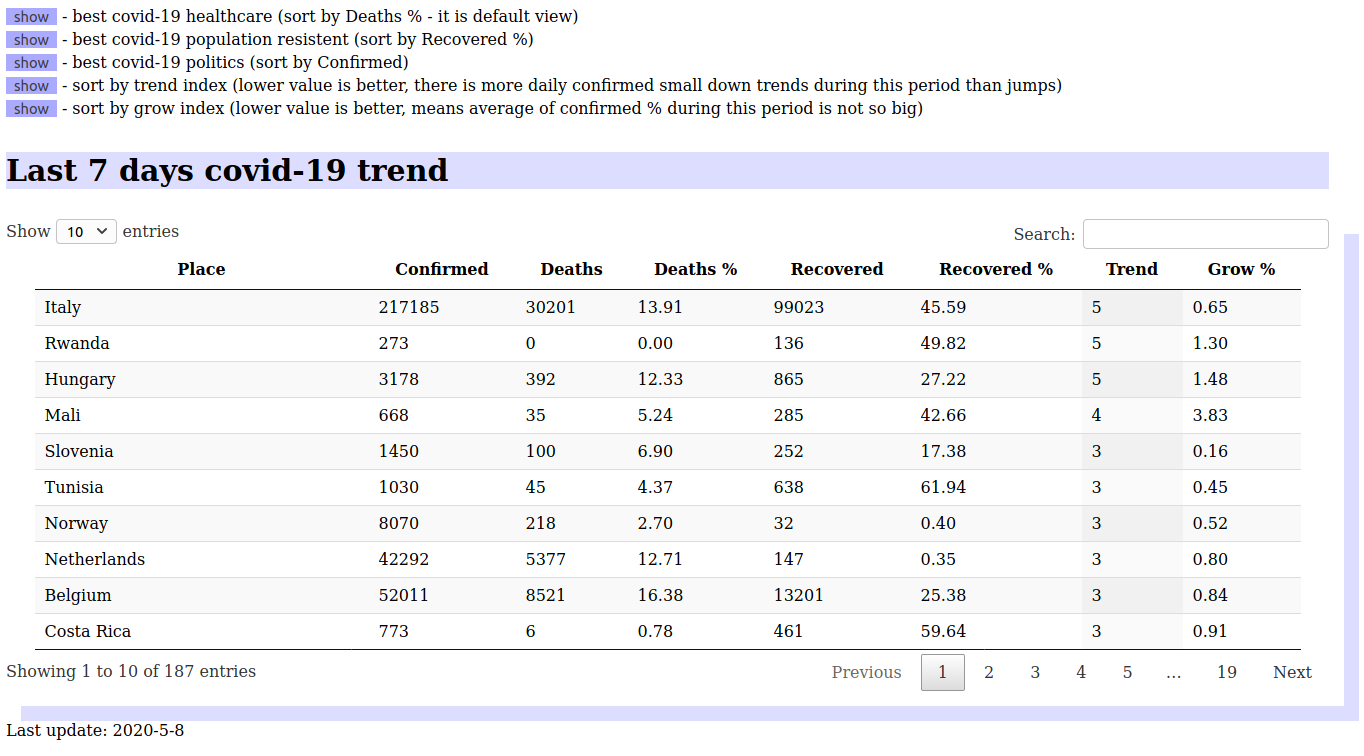 show - best covid-19 healthcare (sort by Deaths % - it is default view)
show - best covid-19 population resistent (sort by Recovered %)
show - best covid-19 politics (sort by Confirmed)
show - sort by trend index (lower value is better, there is more daily confirmed small down trends during this period than jumps)
show - sort by grow index (lower value is better, means average of confirmed % during this period is not so big)
Last 7 days covid-19 trend
Show 10 entries Search:
Place Confirmed Deaths Deaths % Recovered Recovered % Trend Grow %
Italy 217185 30201 13.91 99023 45.59 5 0.65
Rwanda 273 0 0.00 136 49.82 5 1.30
Hungary 3178 392 12.33 865 27.22 5 1.48
Mali 668 35 5.24 285 42.66 4 3.83
Slovenia 1450 100 6.90 252 17.38 3 0.16
Tunisia 1030 45 4.37 638 61.94 3 0.45
Norway 8070 218 2.70 32 0.40 3 0.52
Netherlands 42292 5377 12.71 147 0.35 3 0.80
Belgium 52011 8521 16.38 13201 25.38 3 0.84
Costa Rica 773 6 0.78 461 59.64 3 0.91
Showing 1 to 10 of 187 entries Previous 1 2 3 4 5 … 19 Next
Last update: 2020-5-8